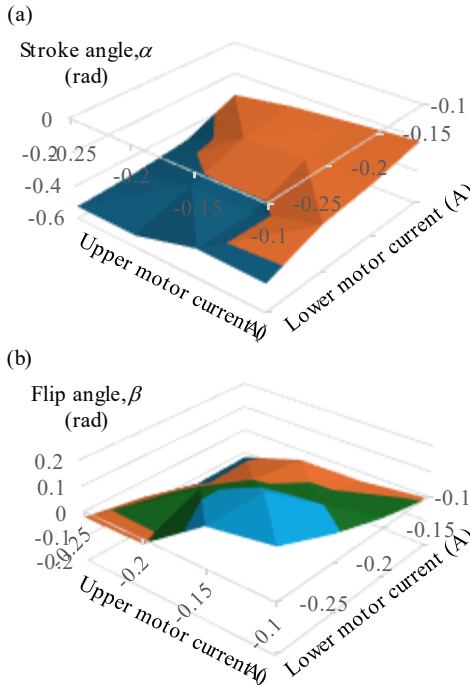 (a)
Stroke angle, α
(rad)
0
-0.2
-0.4
-0.6
-0.25
-0.2
-0.15
-0.1
-0.25
-0.2
-0.15
-0.1
Upper motor current (A)
Lower motor current (A)
(b)
Flip angle, β
(rad)
0.2
0.1
0
-0.1
-0.2
-0.25
-0.2
-0.15
-0.1
-0.25
-0.2
-0.15
-0.1
Upper motor current (A)
Lower motor current (A)